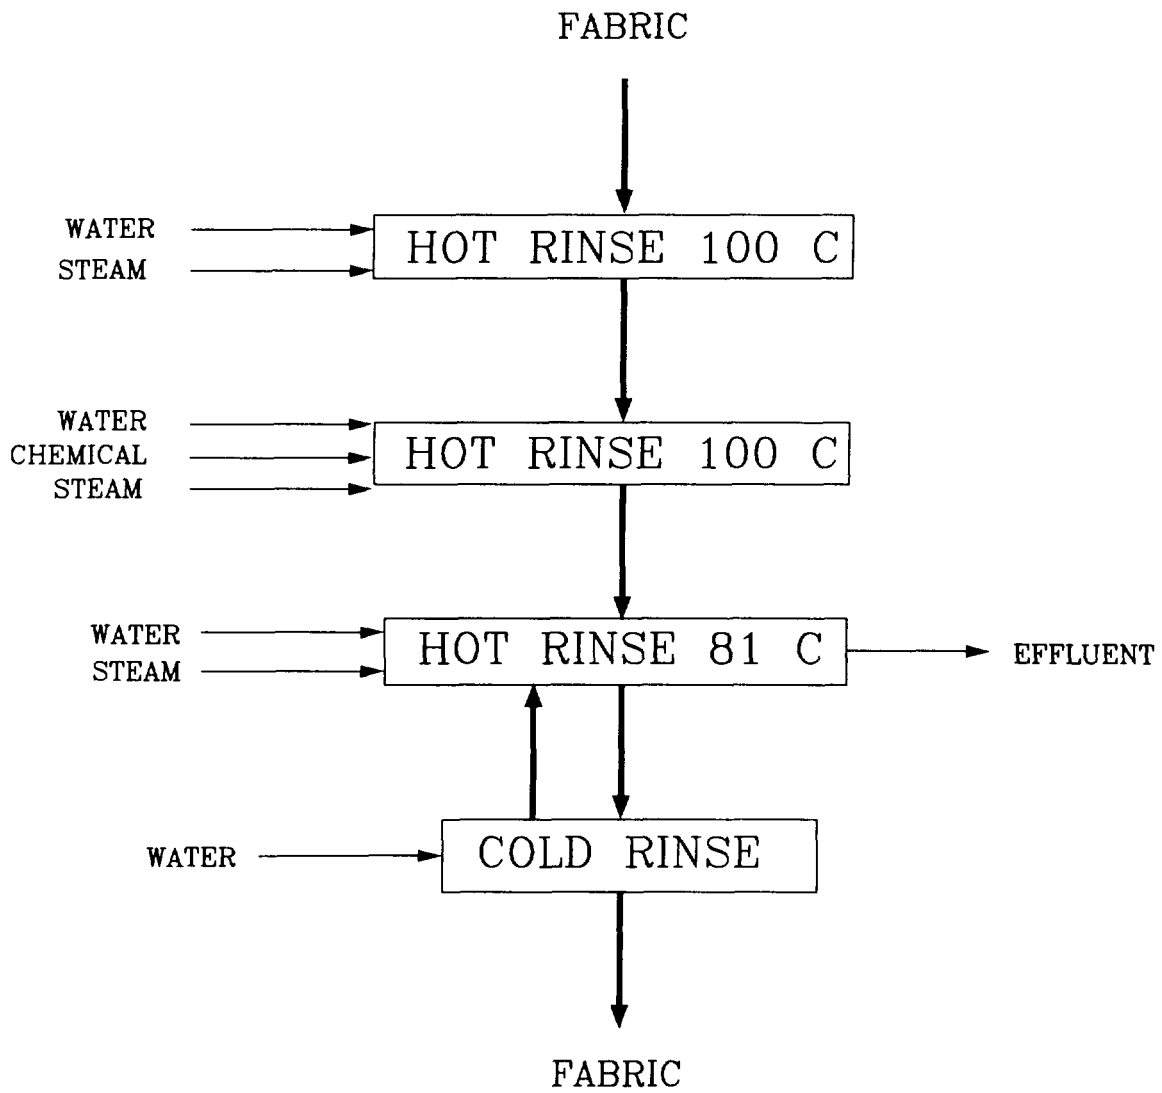 FABRIC
WATER
STEAM
HOT RINSE 100 C
WATER
CHEMICAL
STEAM
HOT RINSE 100 C
WATER
STEAM
HOT RINSE 81 C
EFFLUENT
WATER
COLD RINSE
FABRIC